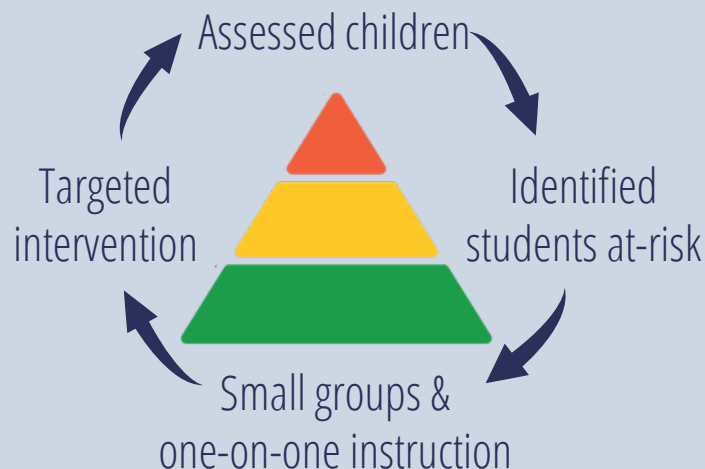 Assessed children
Identified
students at-risk
Small groups &
one-on-one instruction
Targeted
intervention